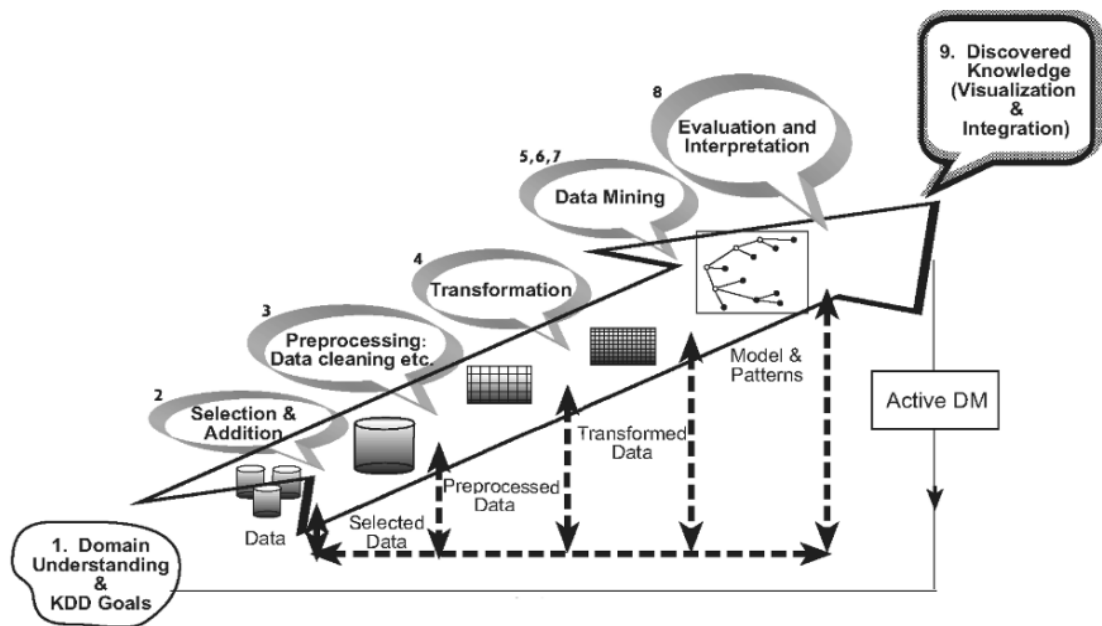 9. Discovered
Knowledge
(Visualization
&
Integration)
8
Evaluation and
Interpretation
5,6,7
Data Mining
4
Transformation
3
Preprocessing:
Data cleaning etc.
2
Selection &
Addition
1. Domain
Understanding
&
KDD Goals
Data
Selected
Data
Preprocessed
Data
Transformed
Data
Model &
Patterns
Active DM